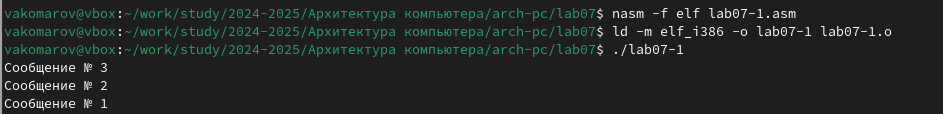 vakomarov@vbox:~/work/study/2024-2025/Архитектура компьютера/arch-pc/lab07$ nasm -f elf lab07-1.asm
vakomarov@vbox:~/work/study/2024-2025/Архитектура компьютера/arch-pc/lab07$ ld -m elf_i386 -o lab07-1 lab07-1.o
vakomarov@vbox:~/work/study/2024-2025/Архитектура компьютера/arch-pc/lab07$ ./lab07-1
Сообщение № 3
Сообщение № 2
Сообщение № 1